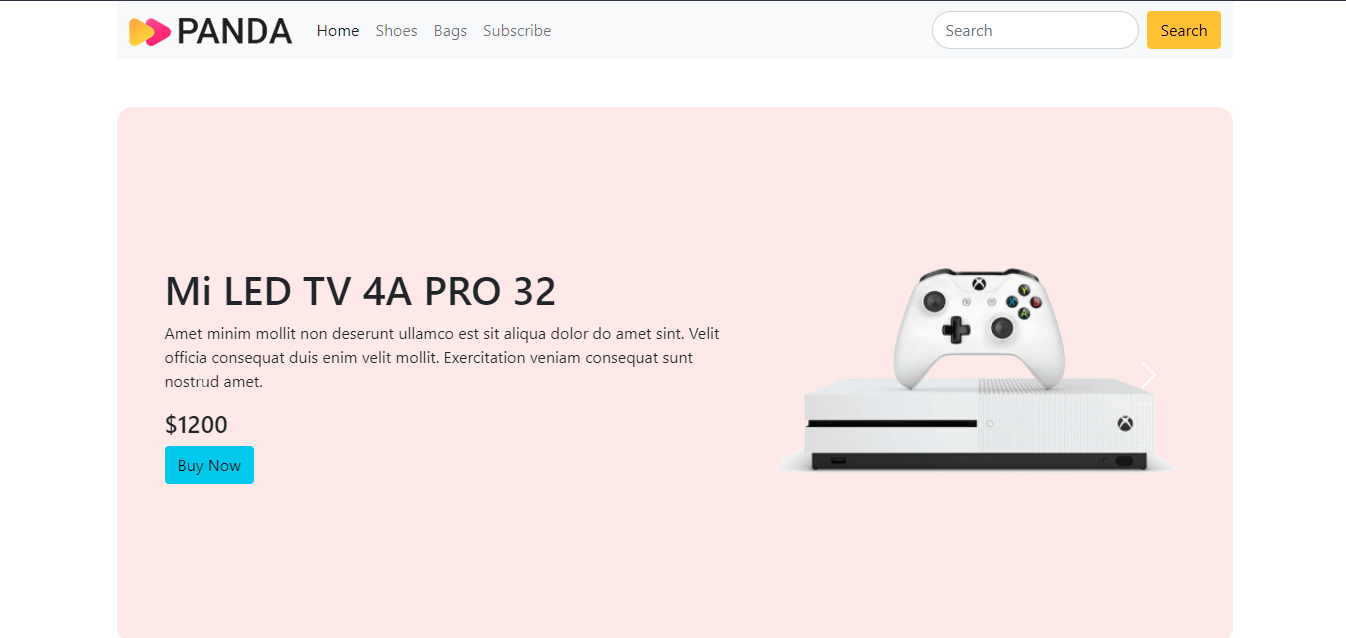 PANDA Home Shoes Bags Subscribe Search Search
Mi LED TV 4A PRO 32
Amet minim mollit non deserunt ullamco est sit aliqua dolor do amet sint. Velit
officia consequat duis enim velit mollit. Exercitation veniam consequat sunt
nostrud amet.
$1200
Buy Now
Y
X B
A